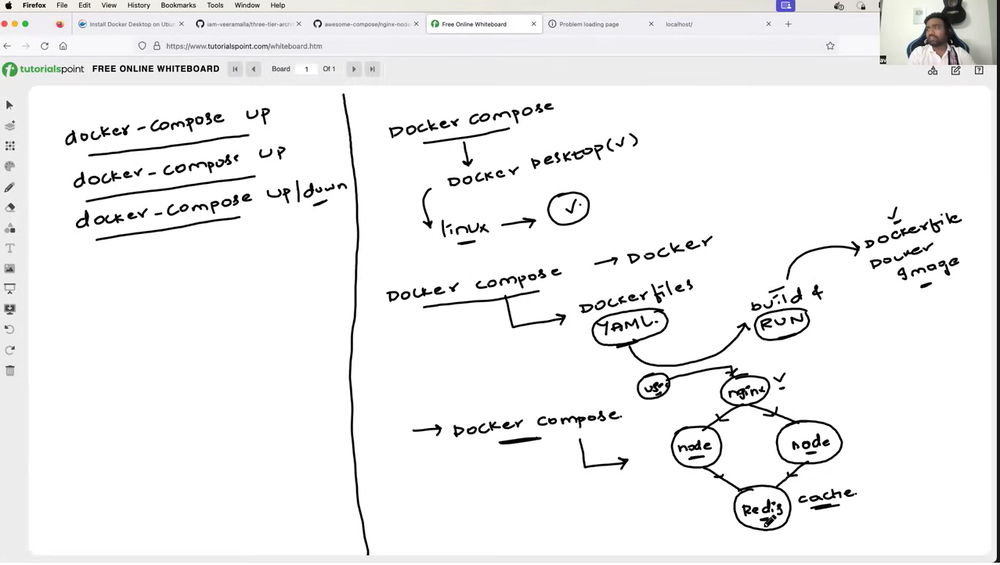 Firefox File Edit View History Bookmarks Tools Window Help
Install Docker Desktop on Ubun
iam-veeramalla/three-tier-archi
awesome-compose/nginx-node
Free Online Whiteboard
Problem loading page
localhost/
https://www.tutorialspoint.com/whiteboard.htm
tutorialspoint FREE ONLINE WHITEBOARD Board 1 Of 1
docker-compose up
docker-compose up
docker-compose up/down
Docker compose
Docker Desktop(✓)
linux → ✓
Docker compose → Docker
Dockerfiles
YAML.
build &
RUN
Dockerfile
Docker
Image
→ Docker compose.
user
nginx
node
node
Redis
cache.